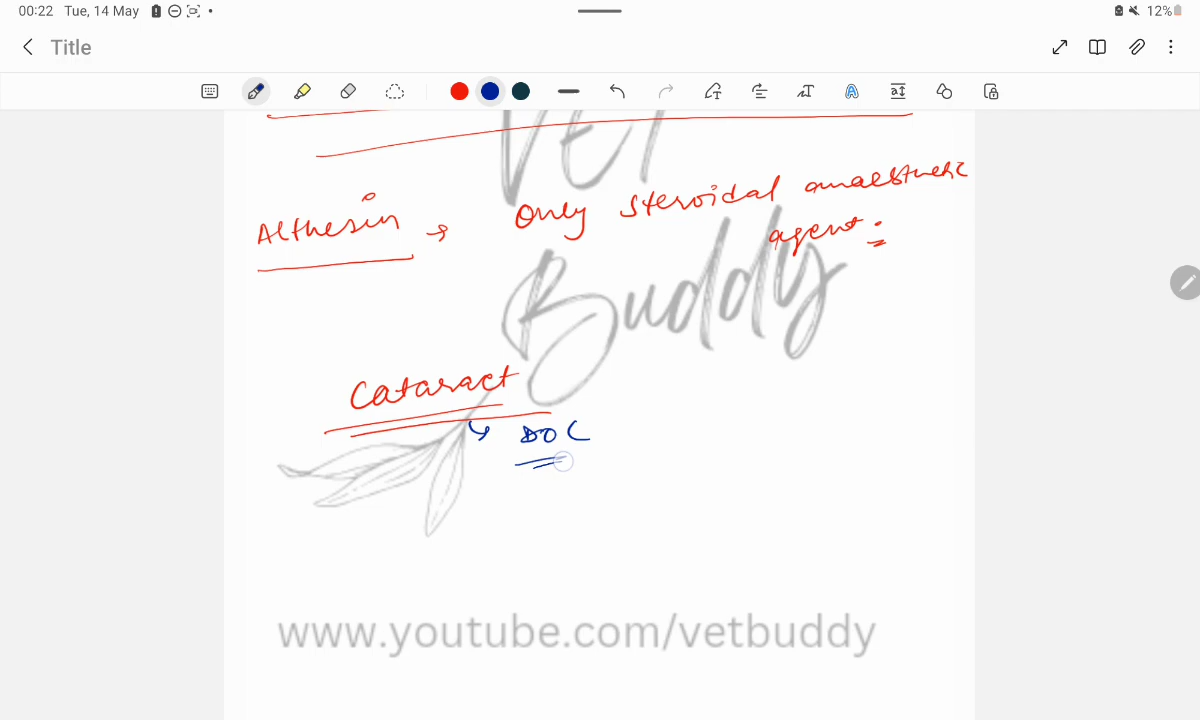 00:22 Tue, 14 May
12%
Title
VET
Althesin → Only steroidal anaesthetic
agent.
Buddy
Cataract
↳ DOC
www.youtube.com/vetbuddy